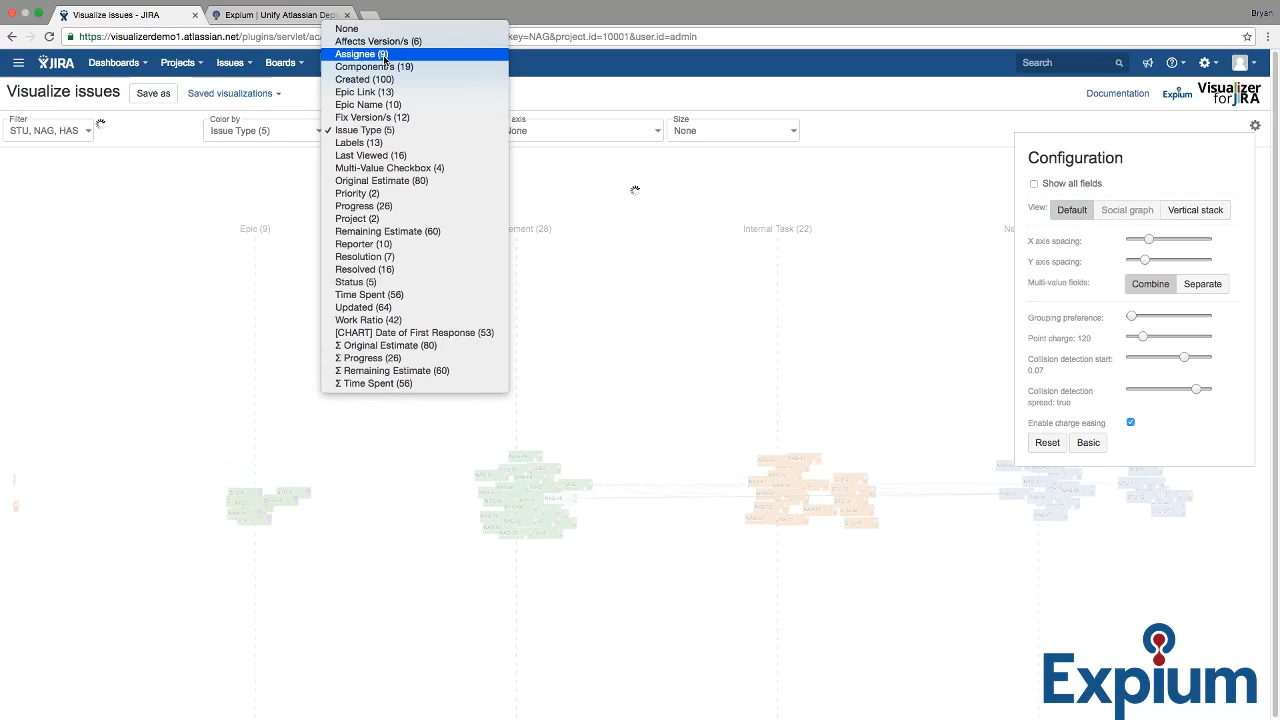 Visualize issues - JIRA
Expium | Unify Atlassian Dep
Bryan
https://visualizerdemo1.atlassian.net/plugins/servlet/ac
key=NAG&project.id=10001&user.id=admin
JIRA
Dashboards
Projects
Issues
Boards
Search
Visualize issues
Save as
Saved visualizations
Documentation
Expium
Visualizer
for JIRA
Filter
STU, NAG, HAS
Color by
Issue Type (5)
axis
None
Size
None
None
Affects Version/s (6)
Assignee (9)
Component/s (19)
Created (100)
Epic Link (13)
Epic Name (10)
Fix Version/s (12)
✓ Issue Type (5)
Labels (13)
Last Viewed (16)
Multi-Value Checkbox (4)
Original Estimate (80)
Priority (2)
Progress (26)
Project (2)
Remaining Estimate (60)
Reporter (10)
Resolution (7)
Resolved (16)
Status (5)
Time Spent (56)
Updated (64)
Work Ratio (42)
[CHART] Date of First Response (53)
Σ Original Estimate (80)
Σ Progress (26)
Σ Remaining Estimate (60)
Σ Time Spent (56)
Epic (9)
ement (28)
Internal Task (22)
Ne
Configuration
Show all fields
View:
Default
Social graph
Vertical stack
X axis spacing:
Y axis spacing:
Multi-value fields:
Combine
Separate
Grouping preference:
Point charge: 120
Collision detection start:
0.07
Collision detection
spread: true
Enable charge easing
Reset
Basic
Expium